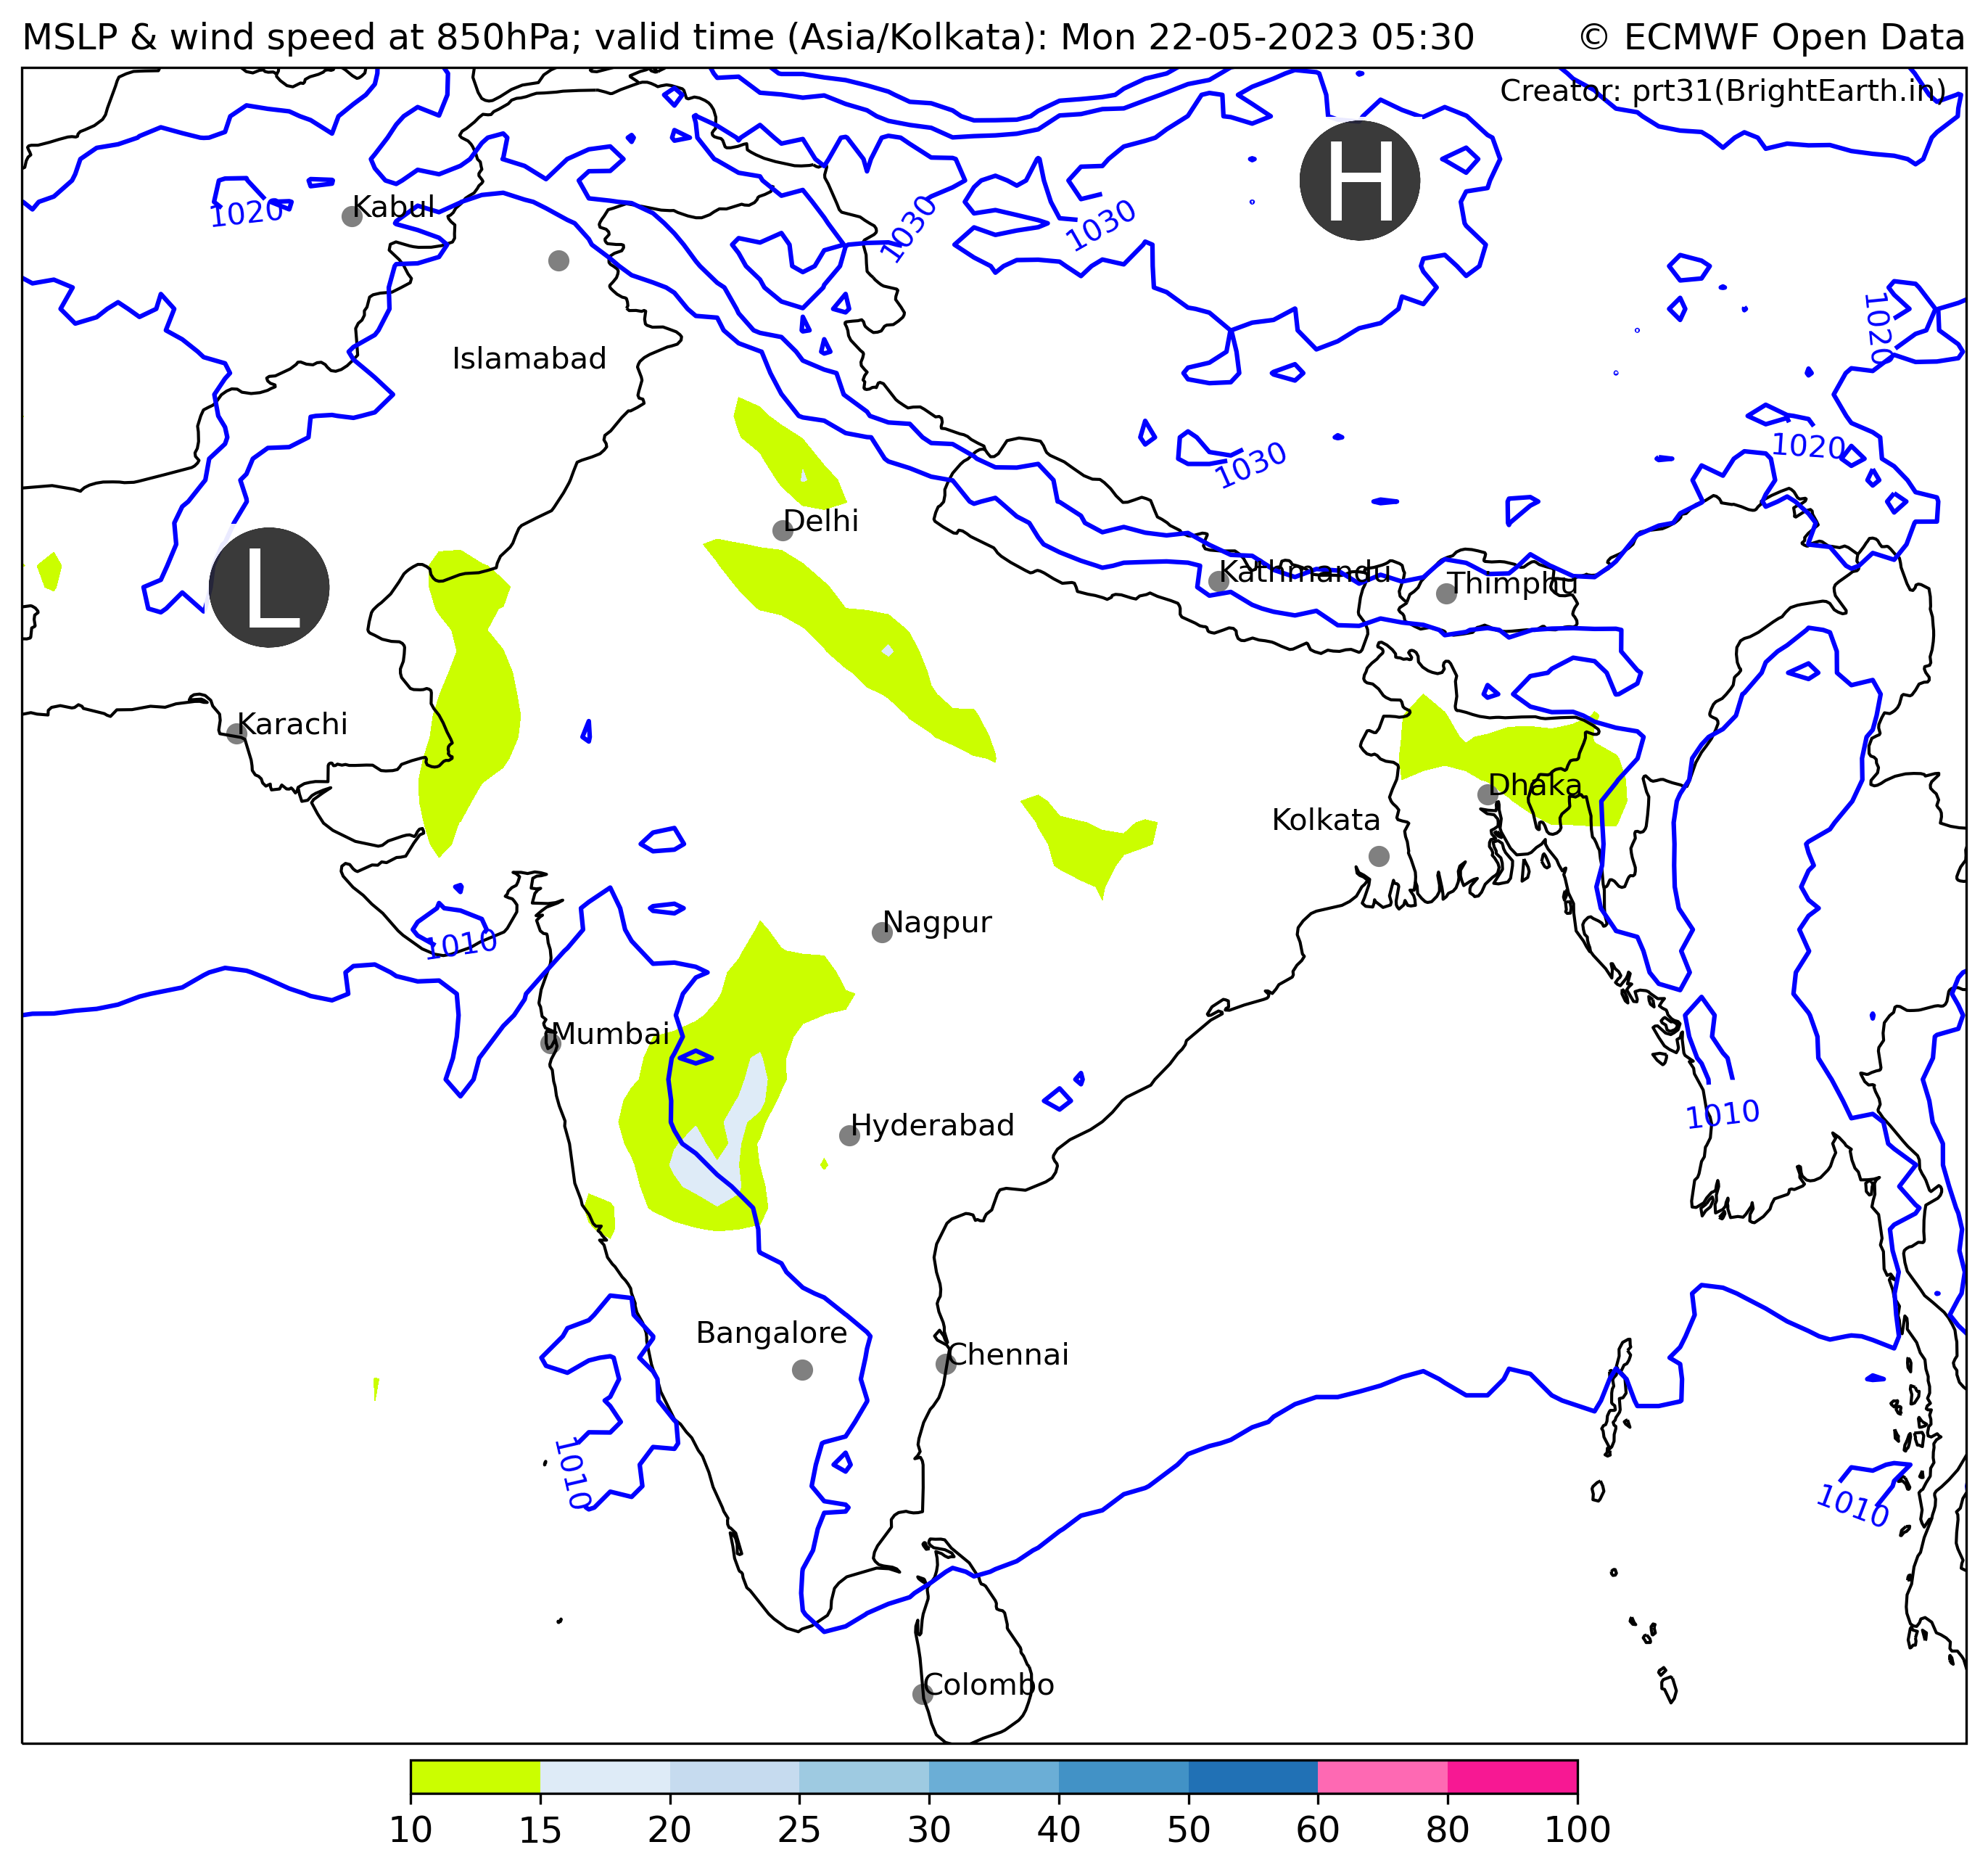 MSLP & wind speed at 850hPa; valid time (Asia/Kolkata): Mon 22-05-2023 05:30
© ECMWF Open Data
Creator: prt31(BrightEarth.in)
H
1020
Kabul
1030
1030
1020
Islamabad
1030
1020
Delhi
L
Kathmandu
Thimphu
Karachi
Dhaka
Kolkata
Nagpur
1010
Mumbai
1010
Hyderabad
Bangalore
Chennai
1010
1010
Colombo
10 15 20 25 30 40 50 60 80 100